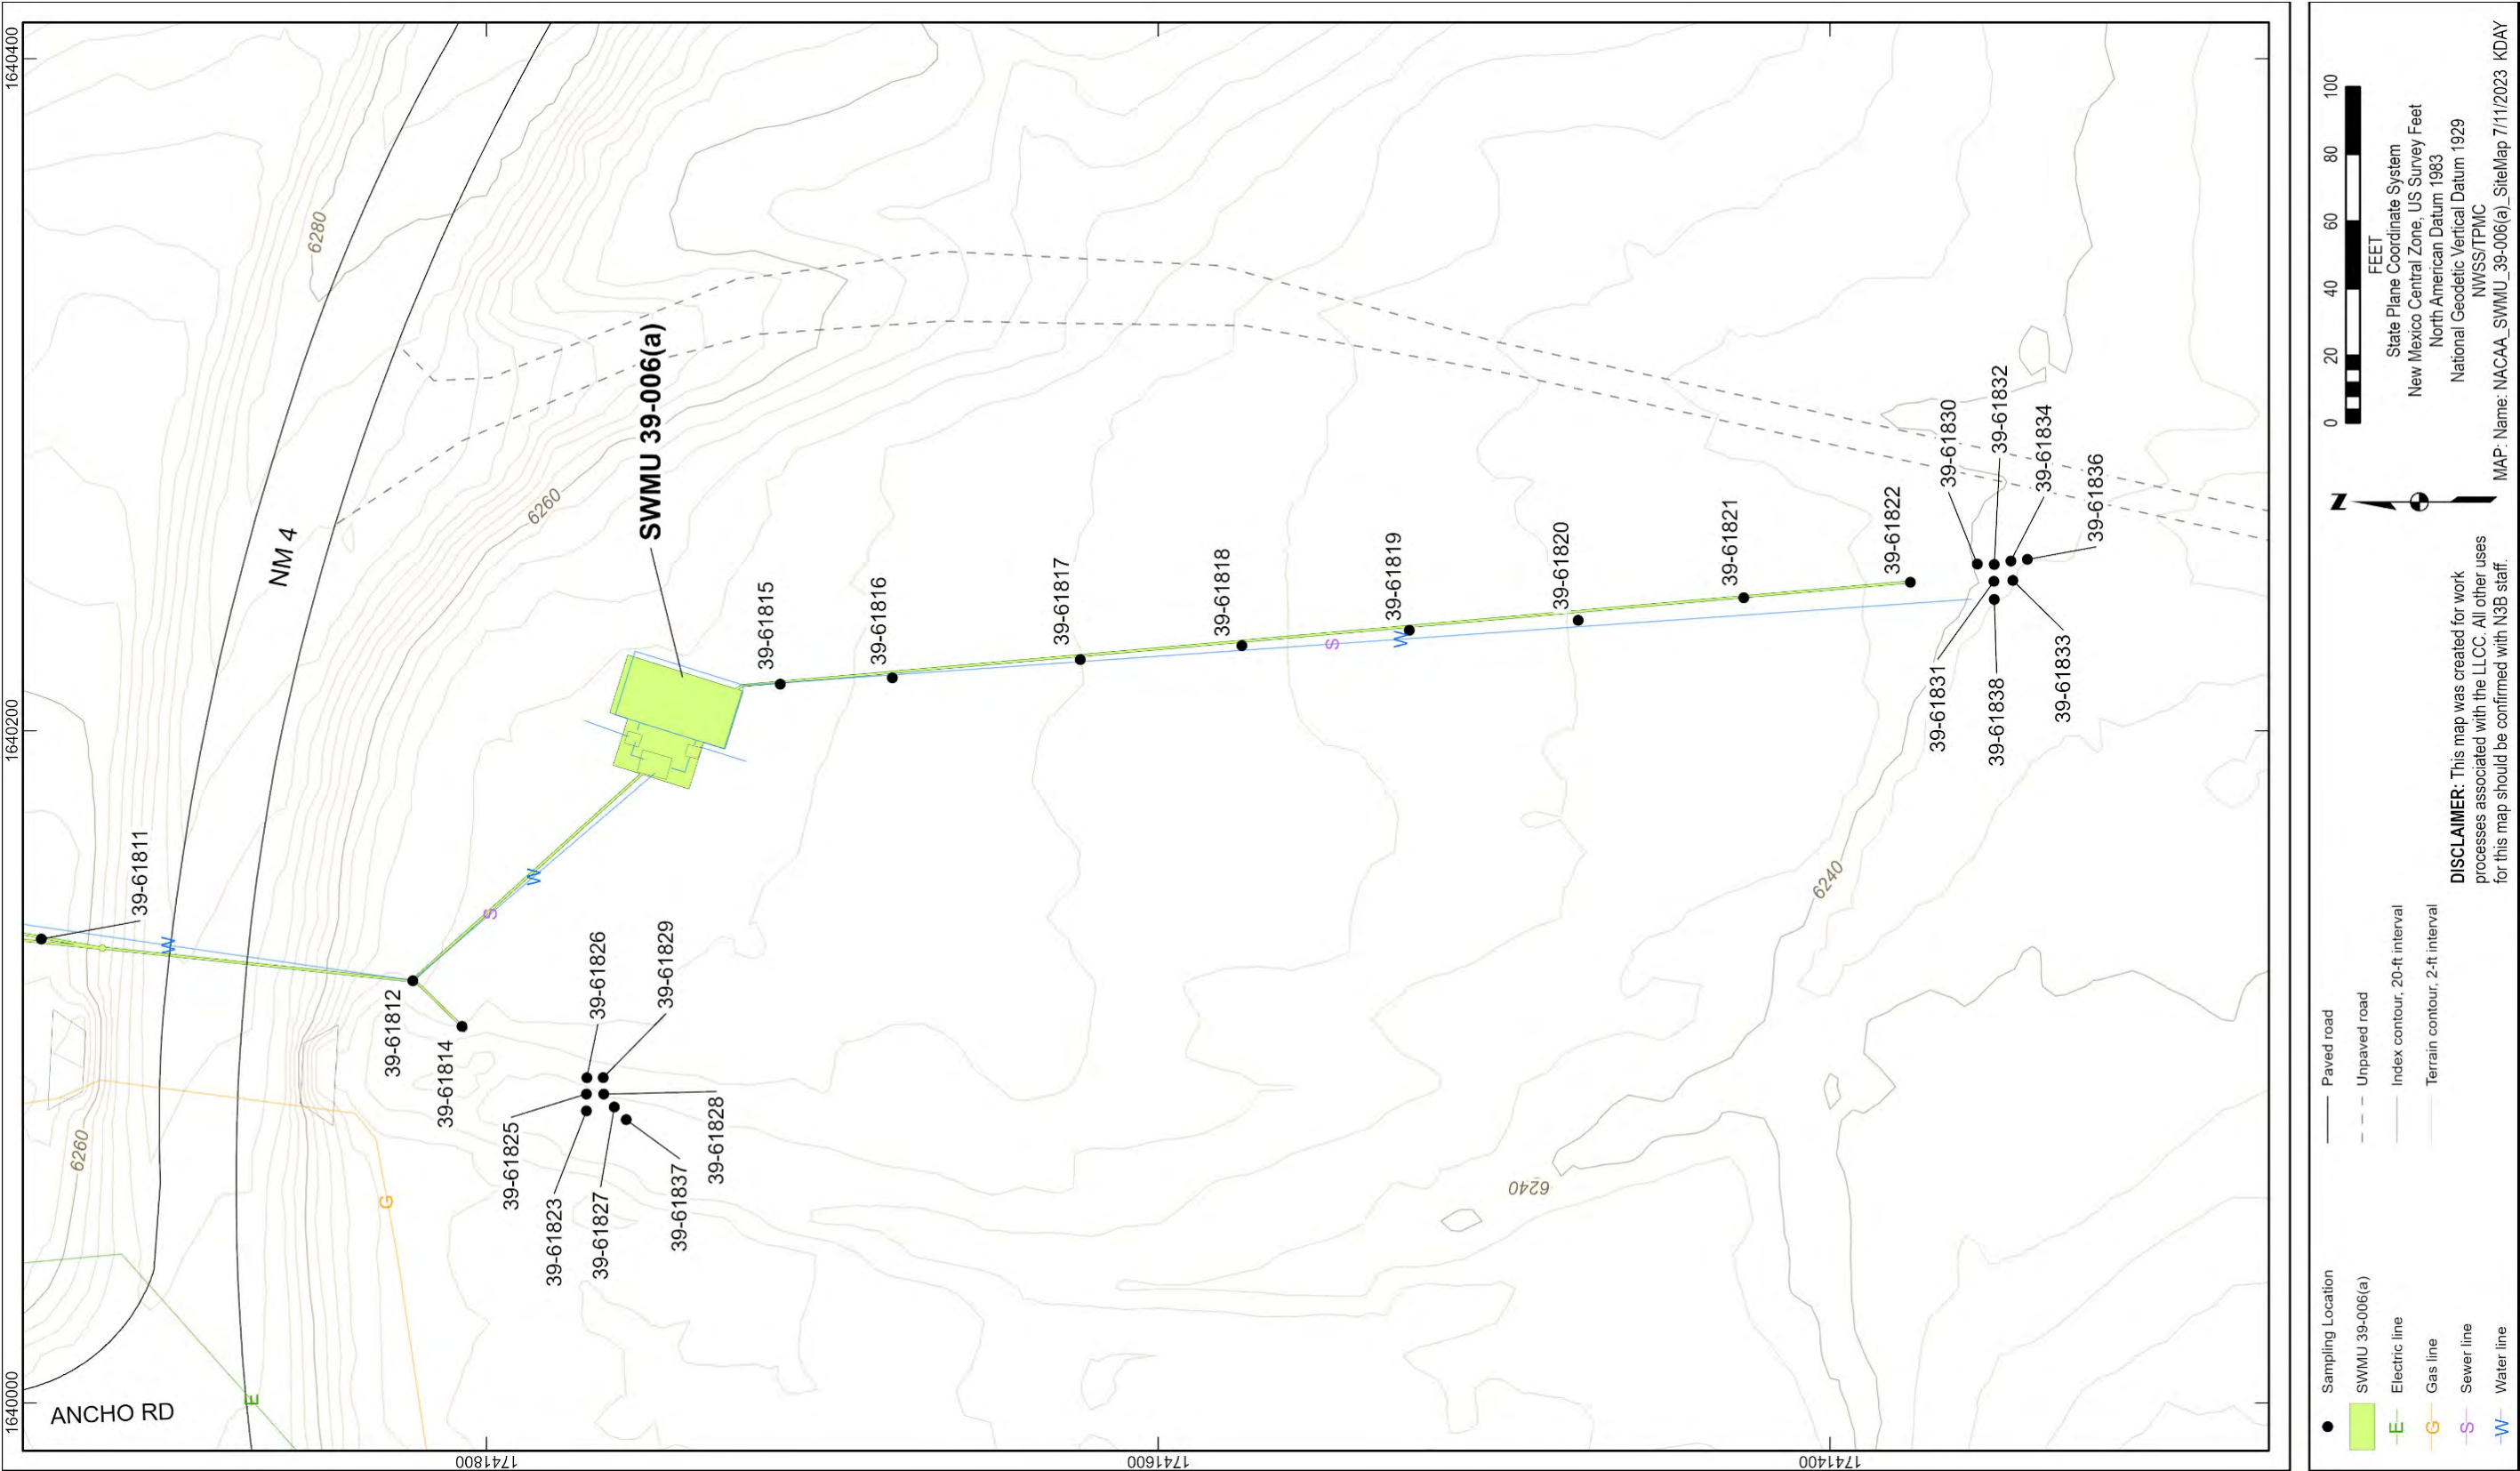 1640000
1640200
1640400
1741800
1741600
1741400
ANCHO RD
NM 4
6280
6260
6260
6240
6240
SWMU 39-006(a)
39-61811
39-61812
39-61814
39-61815
39-61816
39-61817
39-61818
39-61819
39-61820
39-61821
39-61822
39-61823
39-61825
39-61826
39-61827
39-61828
39-61829
39-61837
39-61830
39-61831
39-61832
39-61833
39-61834
39-61836
39-61838
E
G
W
W
W
S
S
Sampling Location
SWMU 39-006(a)
E Electric line
G Gas line
S Sewer line
W Water line
Paved road
Unpaved road
Index contour, 20-ft interval
Terrain contour, 2-ft interval
DISCLAIMER: This map was created for work
processes associated with the LLCC. All other uses
for this map should be confirmed with N3B staff.
N
0 20 40 60 80 100
FEET
State Plane Coordinate System
New Mexico Central Zone, US Survey Feet
North American Datum 1983
National Geodetic Vertical Datum 1929
NWSS/TPMC
MAP: Name: NACAA_SWMU_39-006(a)_SiteMap 7/11/2023 KDAY